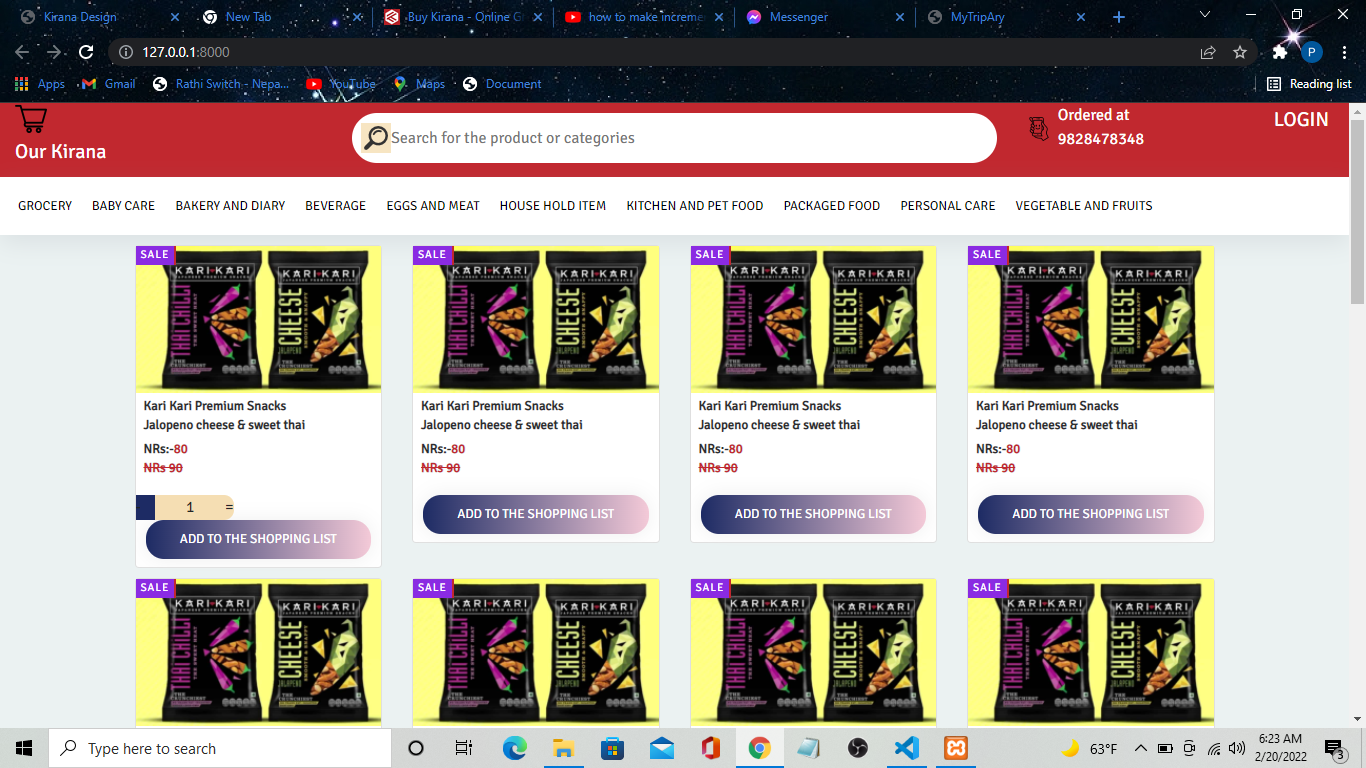 Kirana Design
New Tab
Buy Kirana - Online Gr
how to make increme
Messenger
MyTripAry
127.0.0.1:8000
P
Apps
Gmail
Rathi Switch - Nepa...
YouTube
Maps
Document
Reading list
Our Kirana
Search for the product or categories
Ordered at
9828478348
LOGIN
GROCERY BABY CARE BAKERY AND DIARY BEVERAGE EGGS AND MEAT HOUSE HOLD ITEM KITCHEN AND PET FOOD PACKAGED FOOD PERSONAL CARE VEGETABLE AND FRUITS
SALE
KARI KARI KARI KARI
THAI CHILLI
CHEESE
JALAPENO
Kari Kari Premium Snacks
Jalopeno cheese & sweet thai
NRs:-80
NRs 90
1 =
ADD TO THE SHOPPING LIST
SALE
KARI KARI KARI KARI
THAI CHILLI
CHEESE
JALAPENO
Kari Kari Premium Snacks
Jalopeno cheese & sweet thai
NRs:-80
NRs 90
ADD TO THE SHOPPING LIST
SALE
KARI KARI KARI KARI
THAI CHILLI
CHEESE
JALAPENO
Kari Kari Premium Snacks
Jalopeno cheese & sweet thai
NRs:-80
NRs 90
ADD TO THE SHOPPING LIST
SALE
KARI KARI KARI KARI
THAI CHILLI
CHEESE
JALAPENO
Kari Kari Premium Snacks
Jalopeno cheese & sweet thai
NRs:-80
NRs 90
ADD TO THE SHOPPING LIST
SALE
KARI KARI KARI KARI
THAI CHILLI
CHEESE
JALAPENO
SALE
KARI KARI KARI KARI
THAI CHILLI
CHEESE
JALAPENO
SALE
KARI KARI KARI KARI
THAI CHILLI
CHEESE
JALAPENO
SALE
KARI KARI KARI KARI
THAI CHILLI
CHEESE
JALAPENO
Type here to search
63°F
6:23 AM
2/20/2022
3